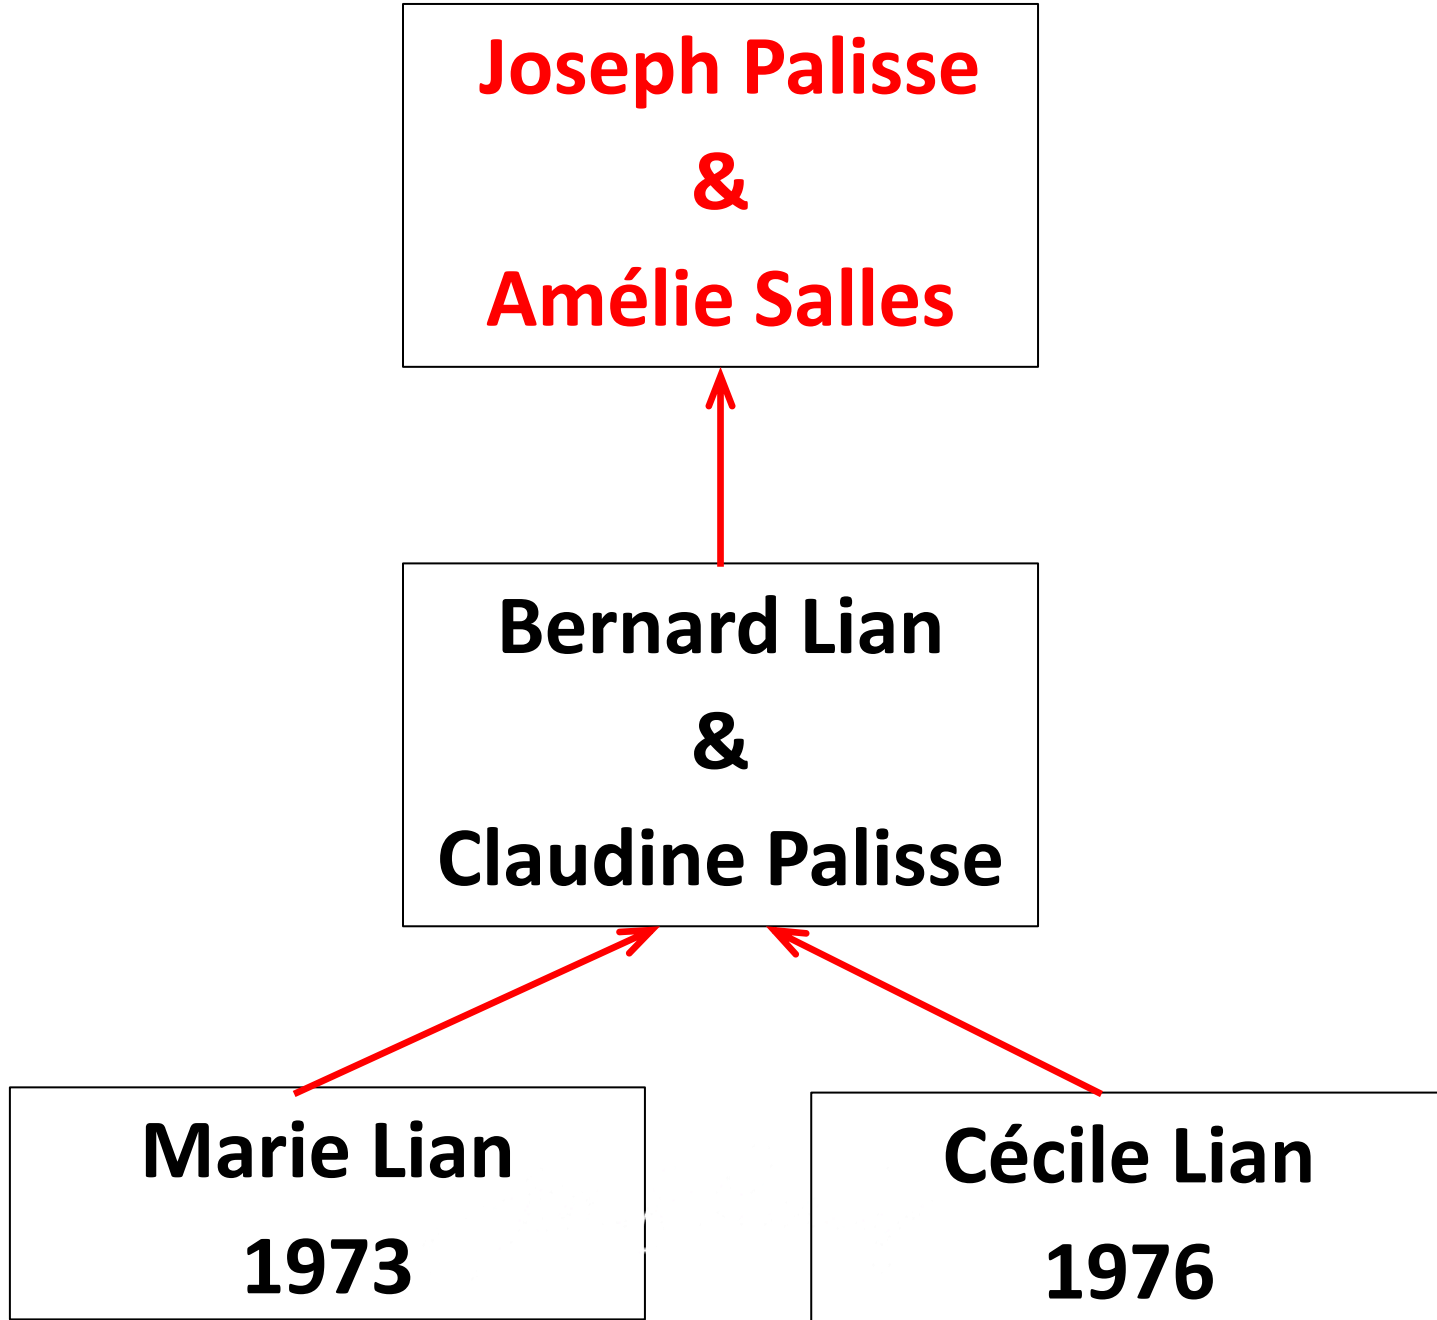 Joseph Palisse
&
Amélie Salles
Bernard Lian
&
Claudine Palisse
Marie Lian
1973
Cécile Lian
1976